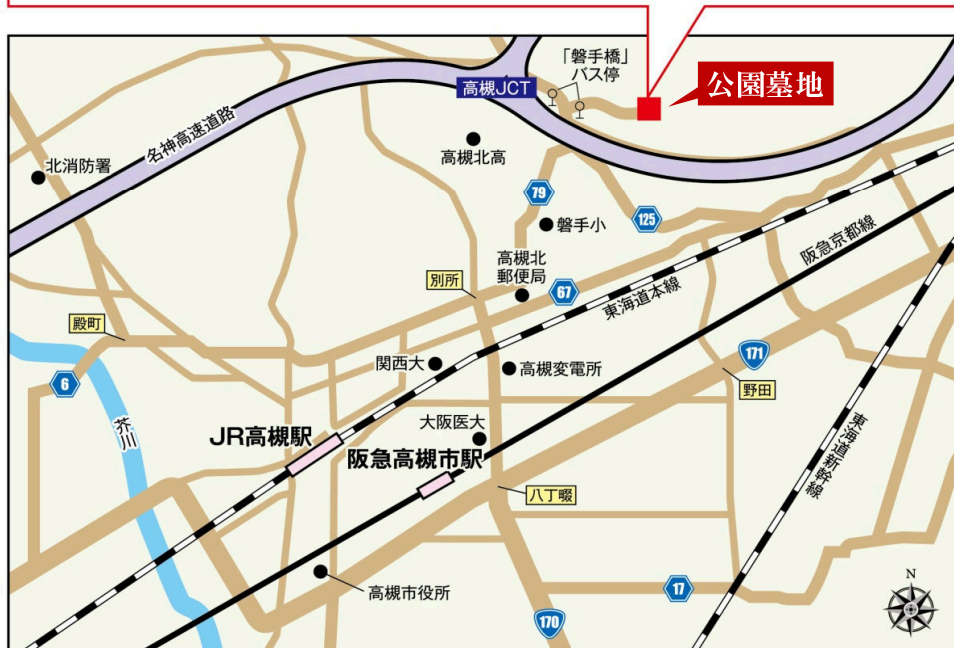 「磐手橋」
バス停
高槻JCT
公園墓地
名神高速道路
北消防署
高槻北高
79
125
磐手小
阪急京都線
高槻北
郵便局
別所
67
東海道本線
殿町
171
関西大
高槻変電所
6
野田
芥川
大阪医大
JR高槻駅
阪急高槻市駅
東海道新幹線
八丁畷
高槻市役所
17
170
N